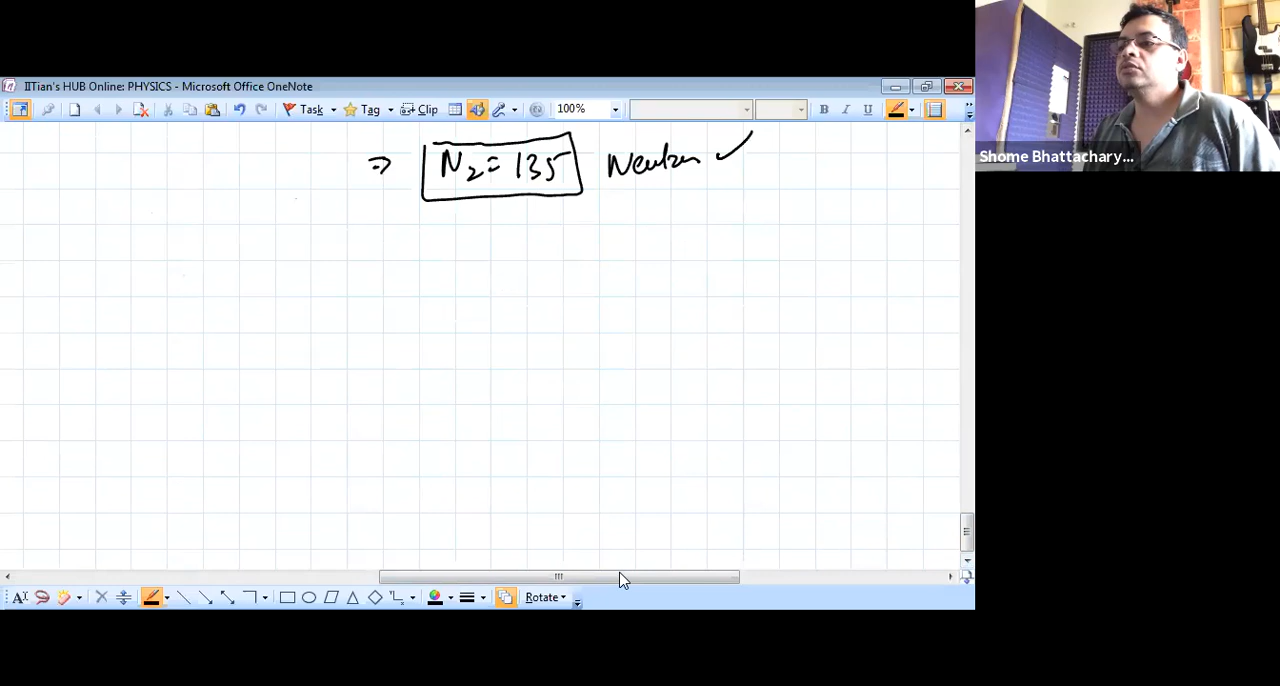 IITian's HUB Online: PHYSICS - Microsoft Office OneNote
Task Tag Clip 100% B I U
⇒ N₂ = 135 Newton ✓
Shome Bhattachary...
A Rotate